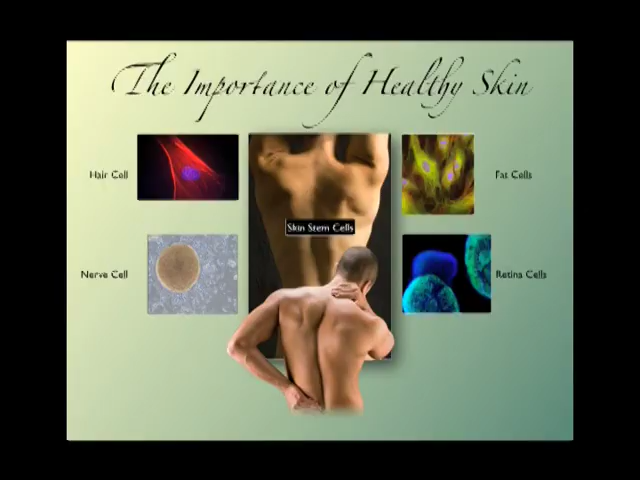 The Importance of Healthy Skin
Hair Cell
Fat Cells
Skin Stem Cells
Nerve Cell
Retina Cells